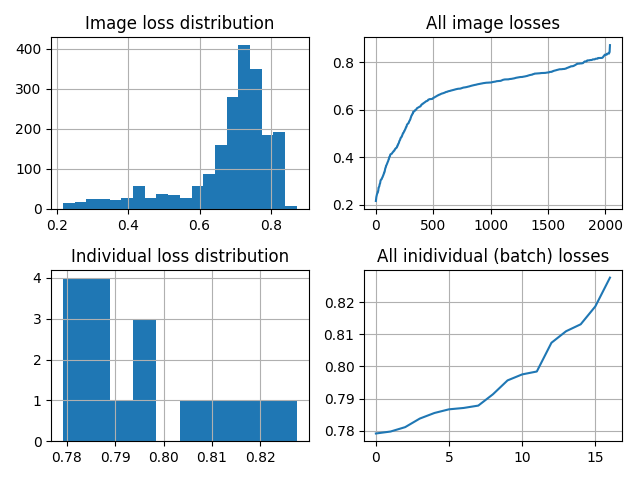 Image loss distribution
400
300
200
100
0
0.2 0.4 0.6 0.8
All image losses
0.8
0.6
0.4
0.2
0 500 1000 1500 2000
Individual loss distribution
4
3
2
1
0
0.78 0.79 0.80 0.81 0.82
All inidividual (batch) losses
0.82
0.81
0.80
0.79
0.78
0 5 10 15